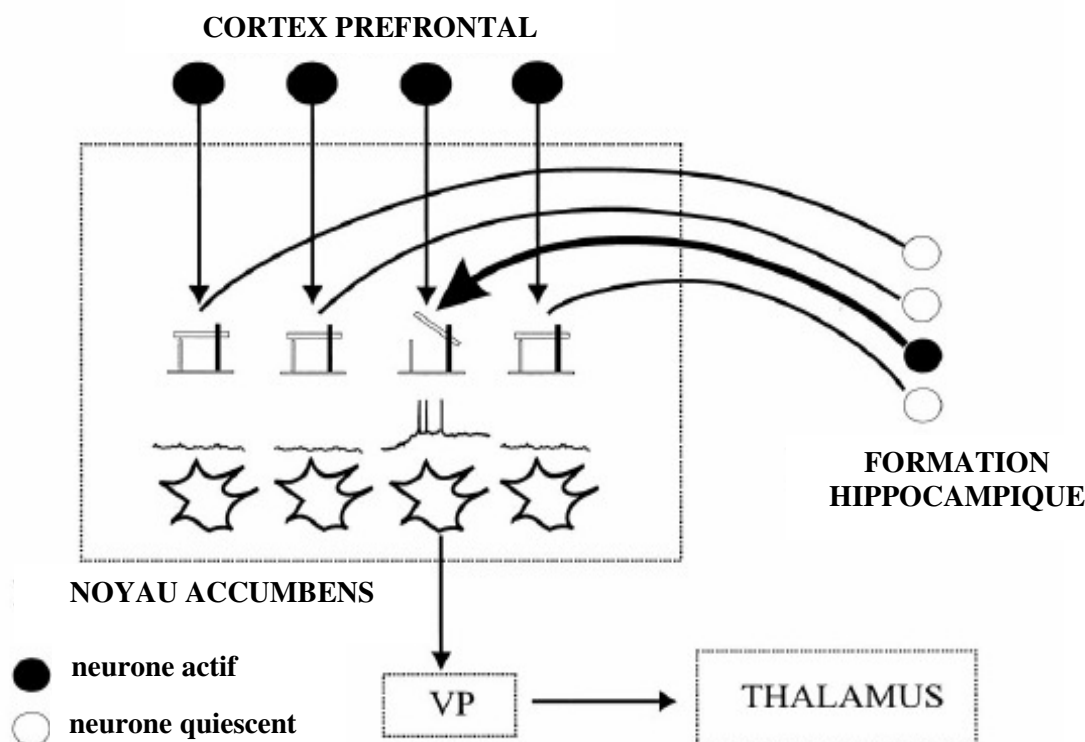 CORTEX PREFRONTAL
FORMATION
HIPPOCAMPIQUE
NOYAU ACCUMBENS
neurone actif
VP
THALAMUS
neurone quiescent